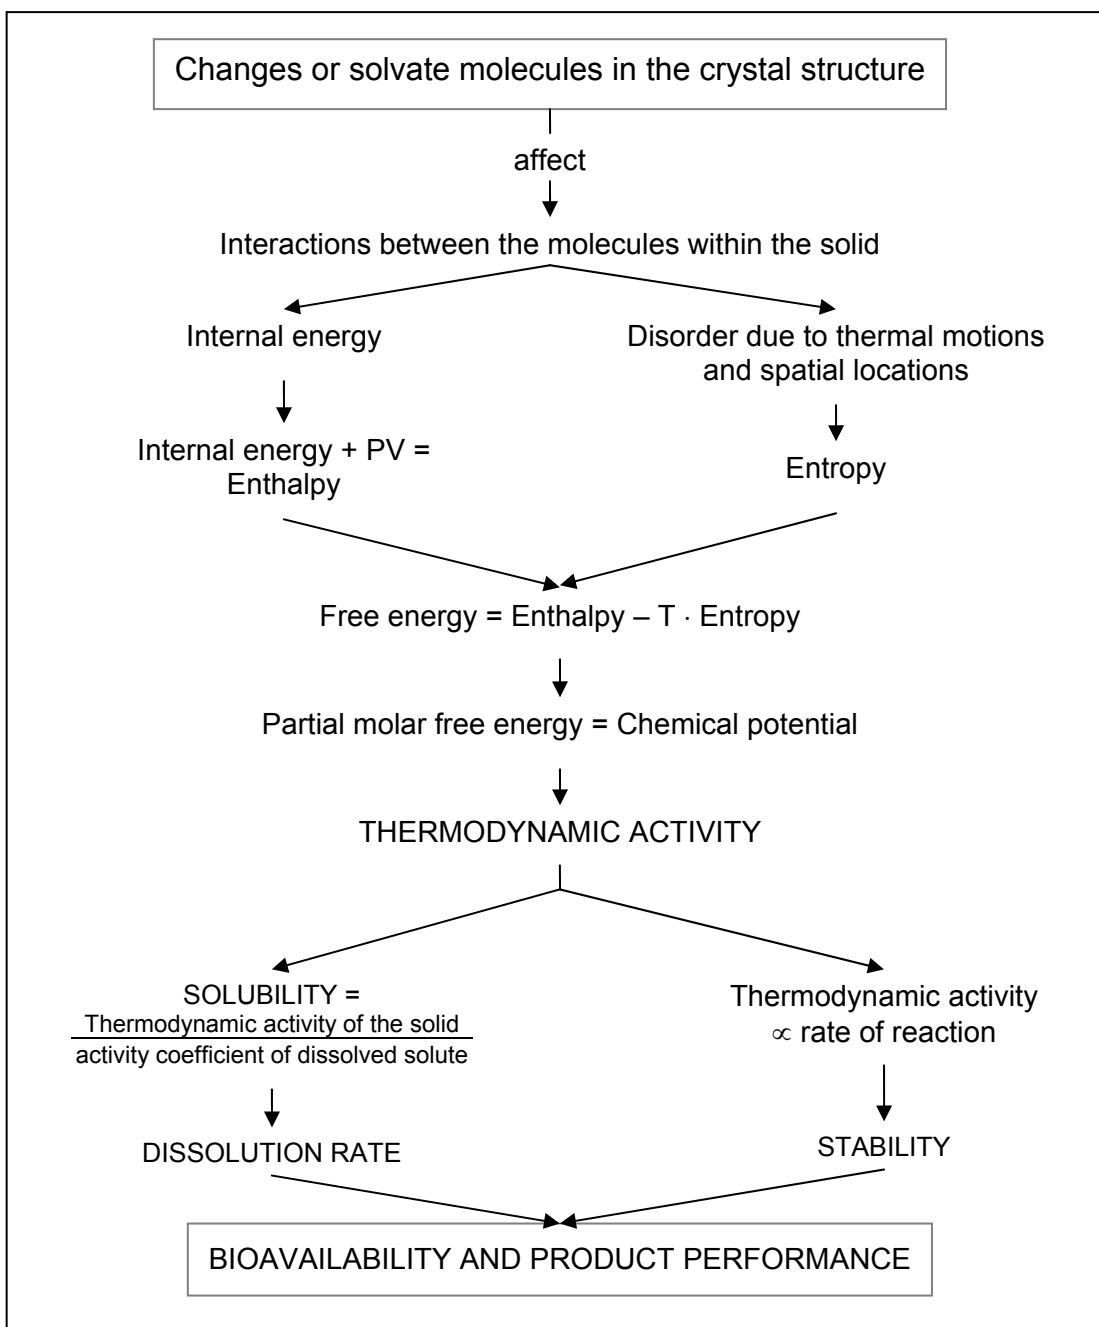 Changes or solvate molecules in the crystal structure
affect
Interactions between the molecules within the solid
Internal energy
Disorder due to thermal motions
and spatial locations
Internal energy + PV =
Enthalpy
Entropy
Free energy = Enthalpy – T · Entropy
Partial molar free energy = Chemical potential
THERMODYNAMIC ACTIVITY
SOLUBILITY =
Thermodynamic activity of the solid
activity coefficient of dissolved solute
Thermodynamic activity
∝ rate of reaction
DISSOLUTION RATE
STABILITY
BIOAVAILABILITY AND PRODUCT PERFORMANCE